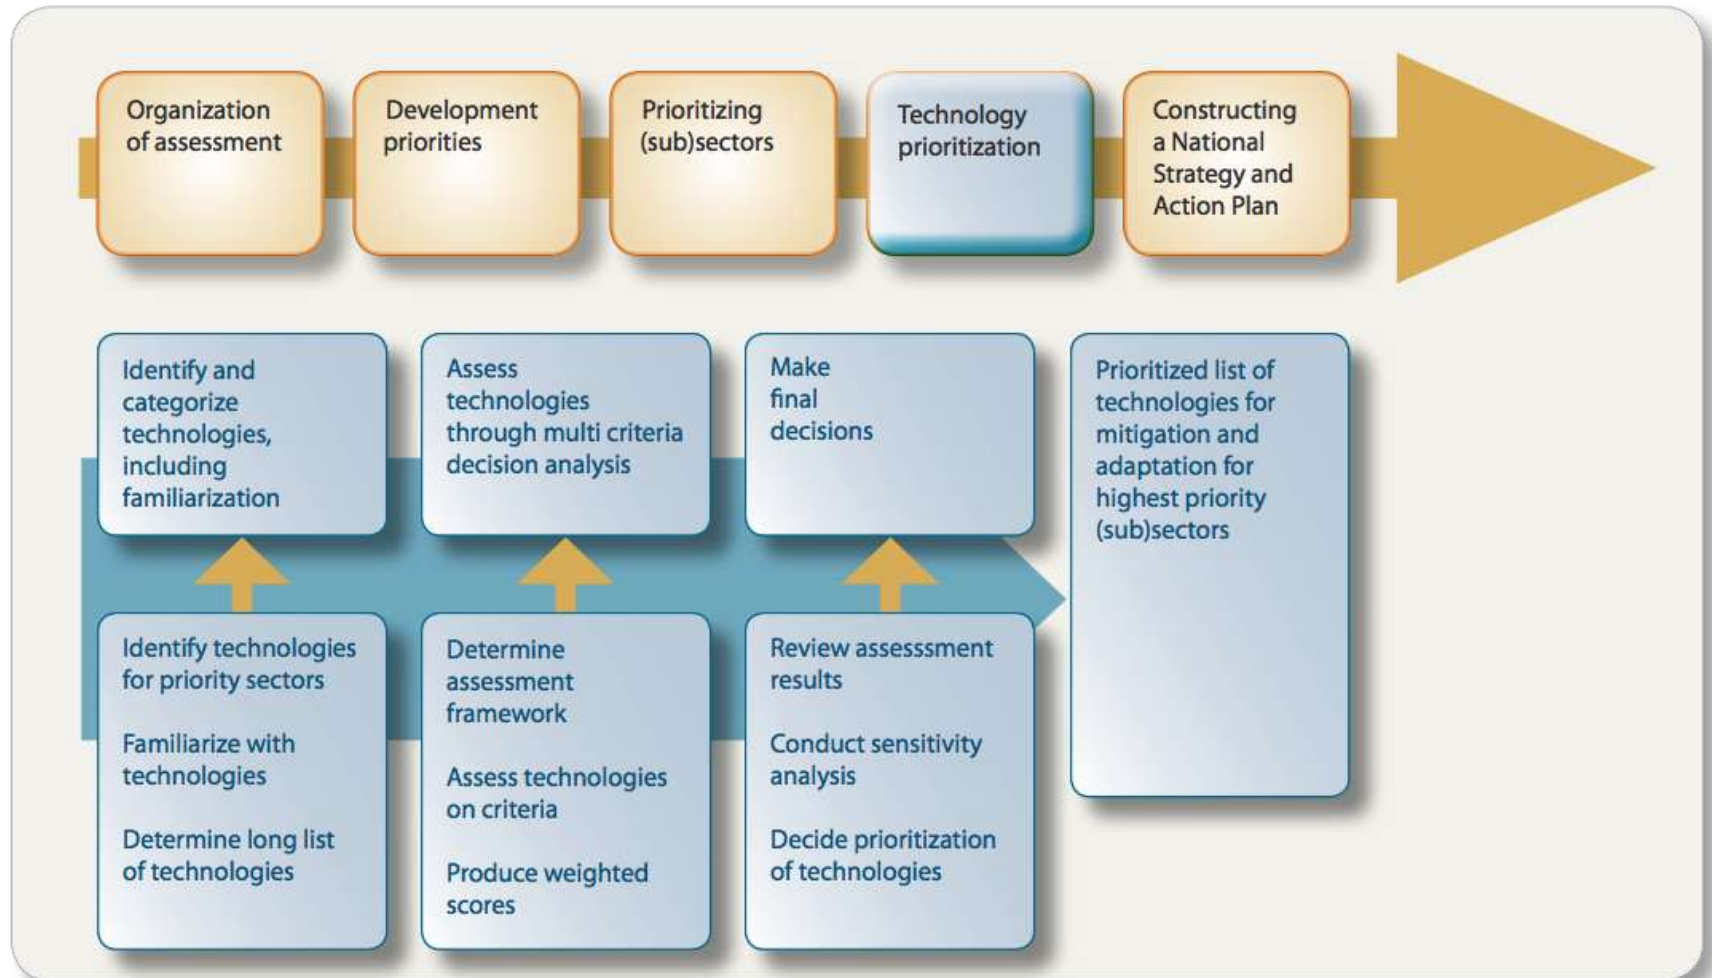 Organization
of assessment
Development
priorities
Prioritizing
(sub)sectors
Technology
prioritization
Constructing
a National
Strategy and
Action Plan
Identify and
categorize
technologies,
including
familiarization
Assess
technologies
through multi criteria
decision analysis
Make
final
decisions
Prioritized list of
technologies for
mitigation and
adaptation for
highest priority
(sub)sectors
Identify technologies
for priority sectors
Familiarize with
technologies
Determine long list
of technologies
Determine
assessment
framework
Assess technologies
on criteria
Produce weighted
scores
Review assesssment
results
Conduct sensitivity
analysis
Decide prioritization
of technologies